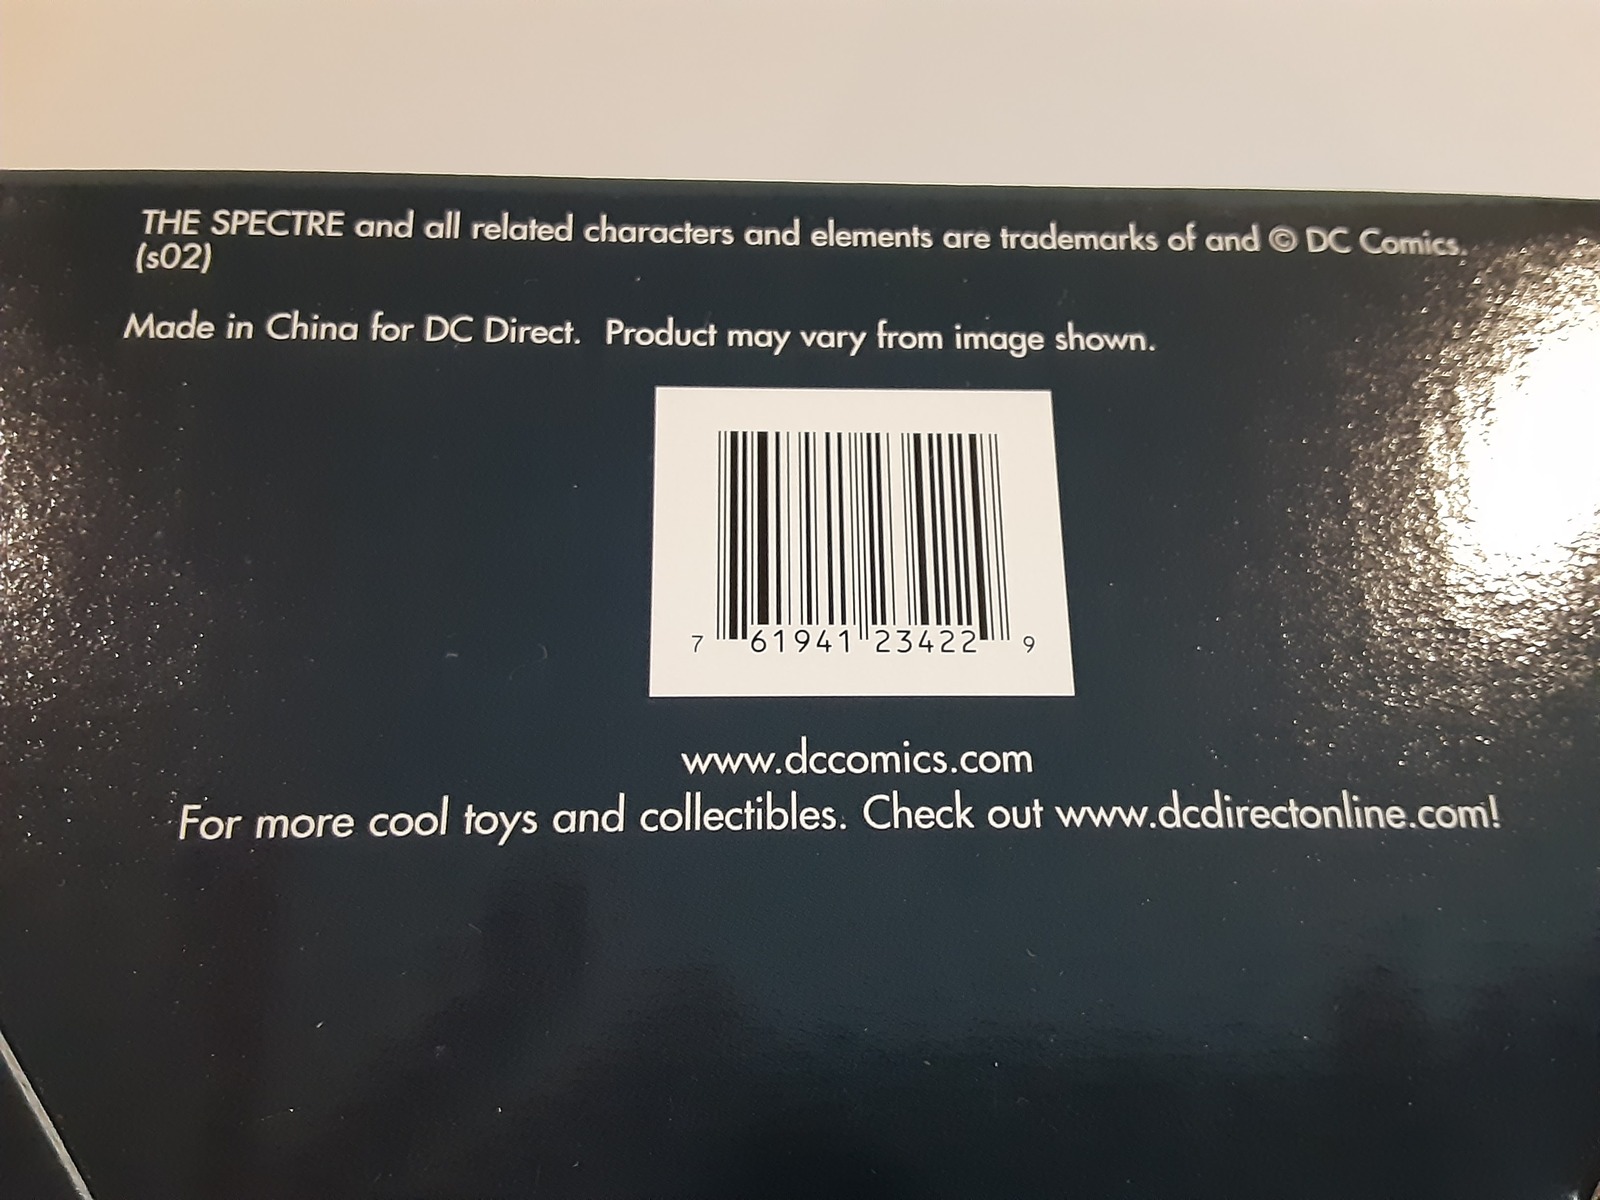 THE SPECTRE and all related characters and elements are trademarks of and © DC Comics.
(s02)
Made in China for DC Direct. Product may vary from image shown.
7 61941 23422 9
www.dccomics.com
For more cool toys and collectibles. Check out www.dcdirectonline.com!